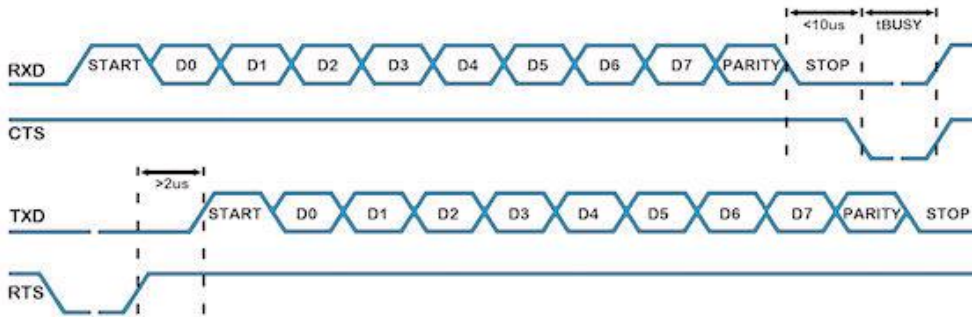 <10us tBUSY
RXD START D0 D1 D2 D3 D4 D5 D6 D7 PARITY STOP
CTS
>2us
TXD START D0 D1 D2 D3 D4 D5 D6 D7 PARITY STOP
RTS